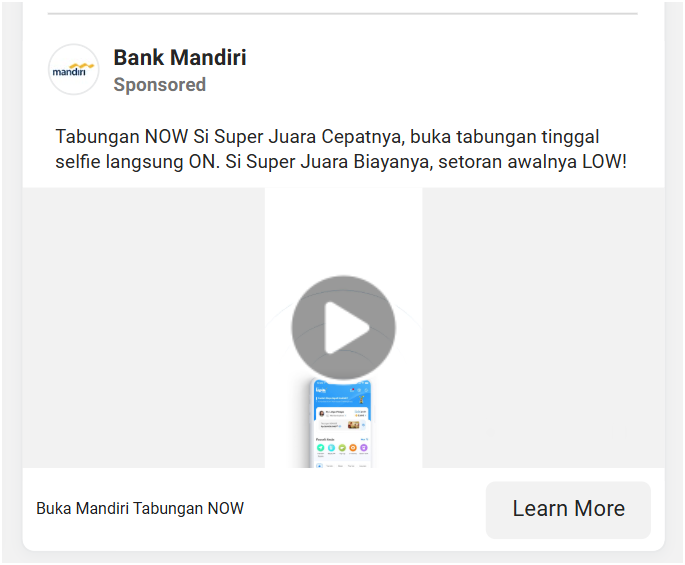 mandiri
Bank Mandiri
Sponsored
Tabungan NOW Si Super Juara Cepatnya, buka tabungan tinggal
selfie langsung ON. Si Super Juara Biayanya, setoran awalnya LOW!
Buka Mandiri Tabungan NOW
Learn More